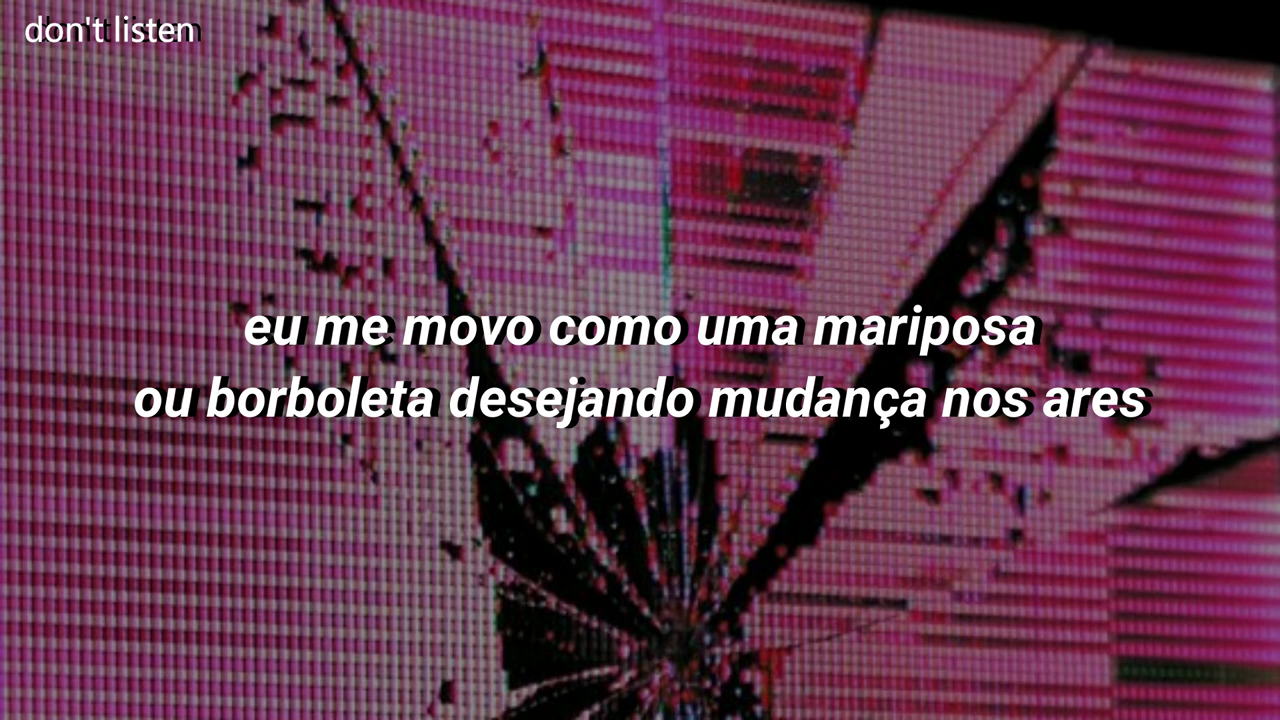 don't listen
eu me movo como uma mariposa
ou borboleta desejando mudança nos ares